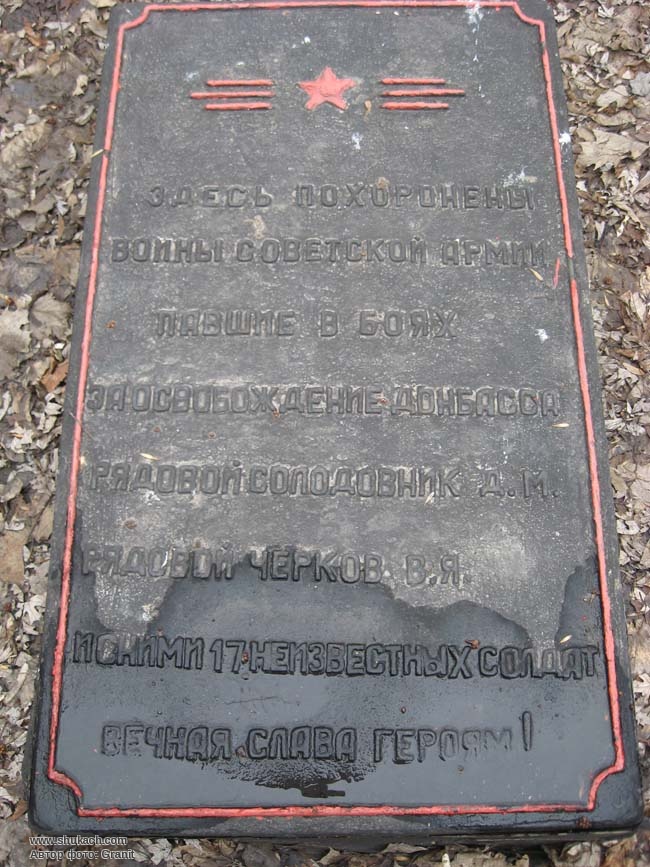 ЗДЕСЬ ПОХОРОНЕНЫ
ВОИНЫ СОВЕТСКОЙ АРМИИ
ПАВШИЕ В БОЯХ
ЗА ОСВОБОЖДЕНИЕ ДОНБАССА
РЯДОВОЙ СОЛОДОВНИК Д.М.
РЯДОВОЙ ЧЕРКОВ В.Я.
И С НИМИ 17 НЕИЗВЕСТНЫХ СОЛДАТ
ВЕЧНАЯ СЛАВА ГЕРОЯМ!
www.shukach.com
Автор фото: Granit